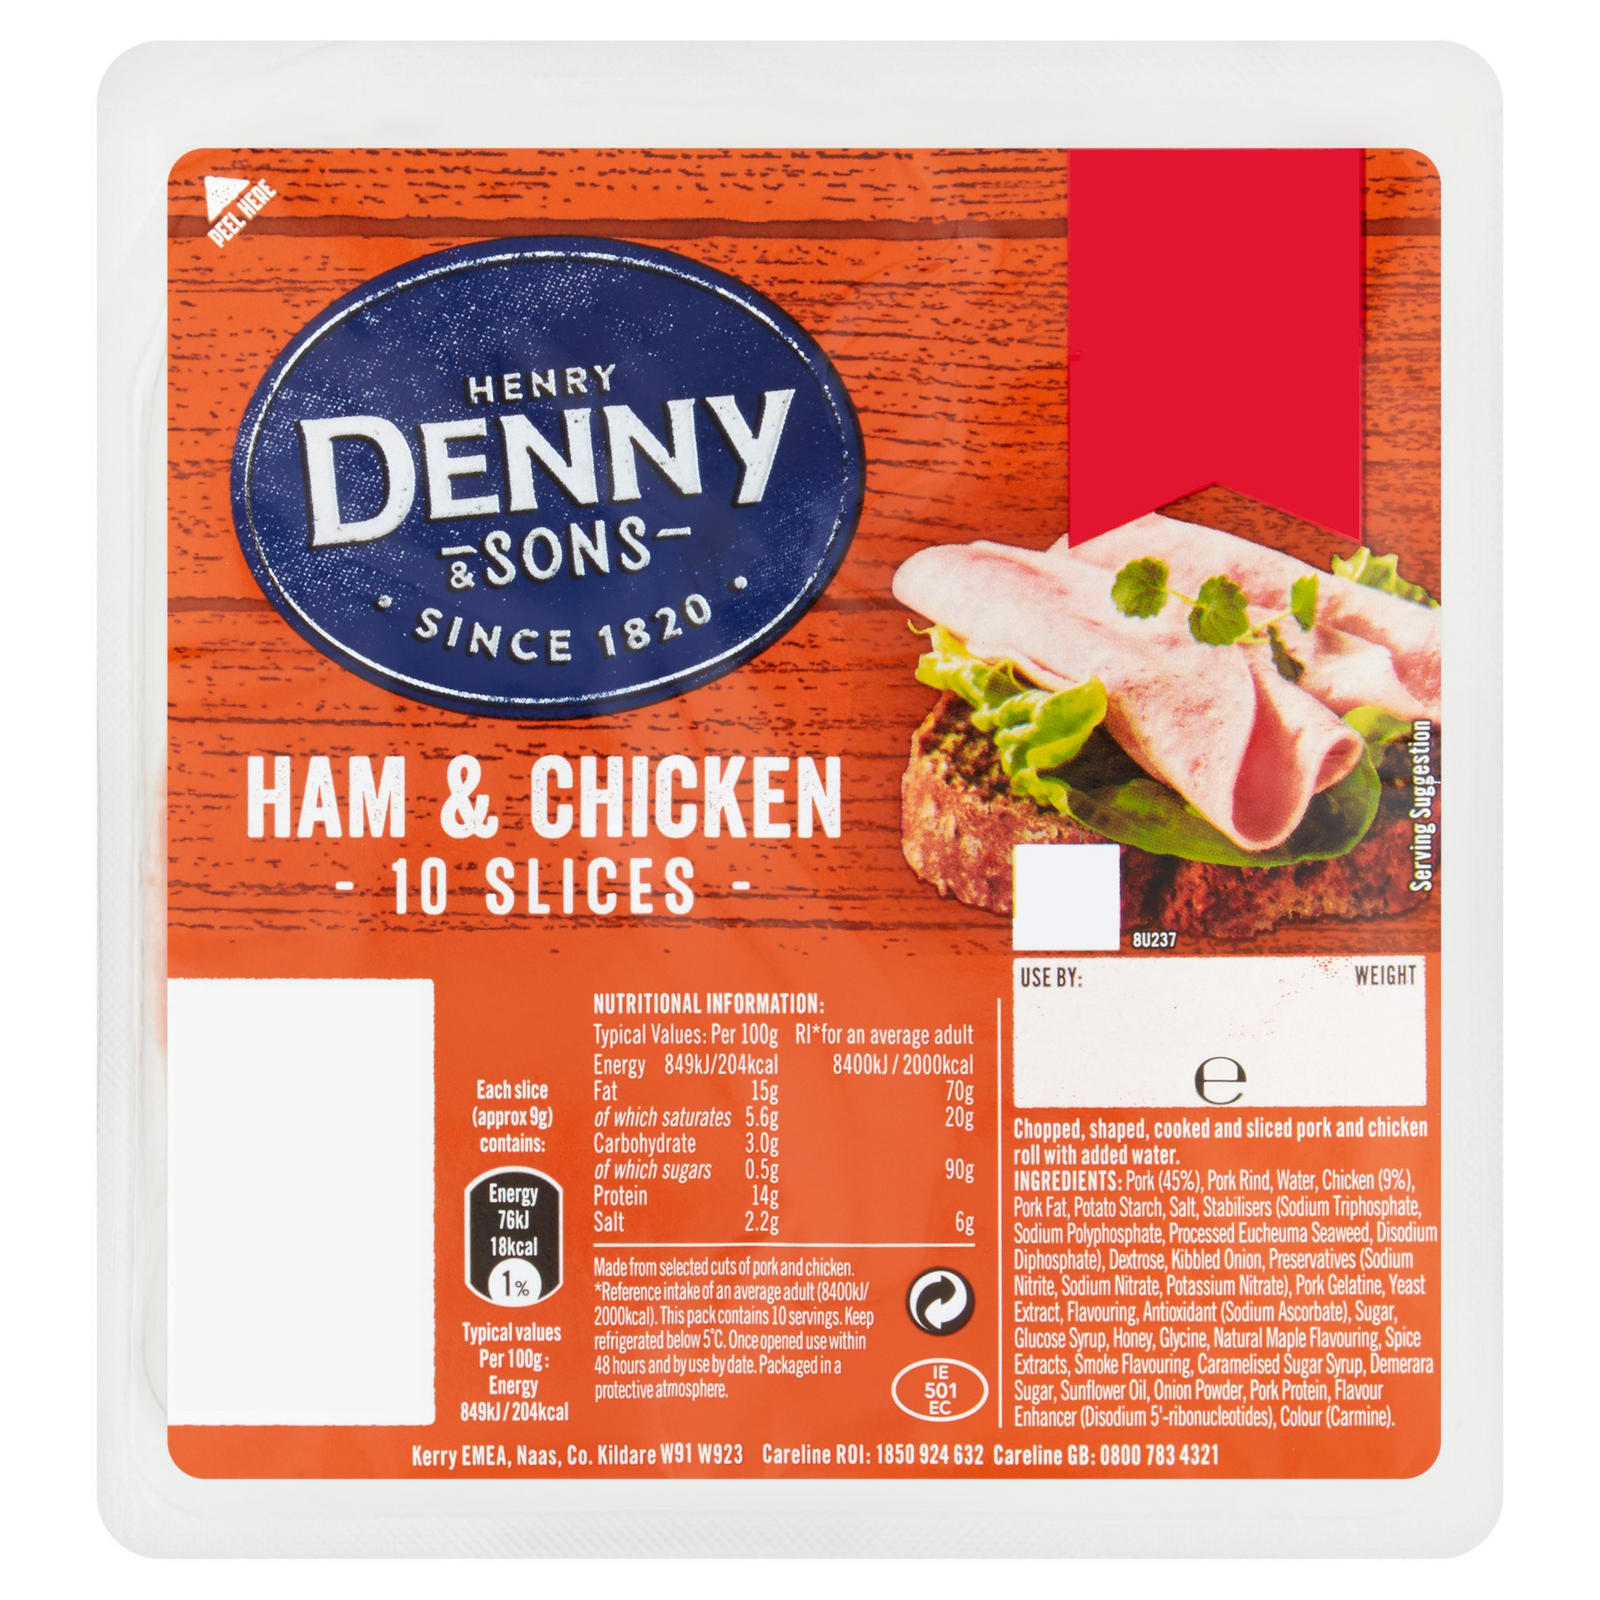 PEEL HERE
HENRY
DENNY
& SONS
SINCE 1820
HAM & CHICKEN
- 10 SLICES -
Serving Suggestion
8U237
USE BY: WEIGHT
e
Each slice
(approx 9g)
contains:
Energy
76kJ
18kcal
1%
Typical values
Per 100g:
Energy
849kJ/204kcal
NUTRITIONAL INFORMATION:
Typical Values: Per 100g RI*for an average adult
Energy 849kJ/204kcal 8400kJ / 2000kcal
Fat 15g 70g
of which saturates 5.6g 20g
Carbohydrate 3.0g
of which sugars 0.5g 90g
Protein 14g
Salt 2.2g 6g
Made from selected cuts of pork and chicken.
*Reference intake of an average adult (8400kJ/
2000kcal). This pack contains 10 servings. Keep
refrigerated below 5°C. Once opened use within
48 hours and by use by date. Packaged in a
protective atmosphere.
IE
501
EC
Chopped, shaped, cooked and sliced pork and chicken
roll with added water.
INGREDIENTS: Pork (45%), Pork Rind, Water, Chicken (9%),
Pork Fat, Potato Starch, Salt, Stabilisers (Sodium Triphosphate,
Sodium Polyphosphate, Processed Eucheuma Seaweed, Disodium
Diphosphate), Dextrose, Kibbled Onion, Preservatives (Sodium
Nitrite, Sodium Nitrate, Potassium Nitrate), Pork Gelatine, Yeast
Extract, Flavouring, Antioxidant (Sodium Ascorbate), Sugar,
Glucose Syrup, Honey, Glycine, Natural Maple Flavouring, Spice
Extracts, Smoke Flavouring, Caramelised Sugar Syrup, Demerara
Sugar, Sunflower Oil, Onion Powder, Pork Protein, Flavour
Enhancer (Disodium 5'-ribonucleotides), Colour (Carmine).
Kerry EMEA, Naas, Co. Kildare W91 W923 Careline ROI: 1850 924 632 Careline GB: 0800 783 4321